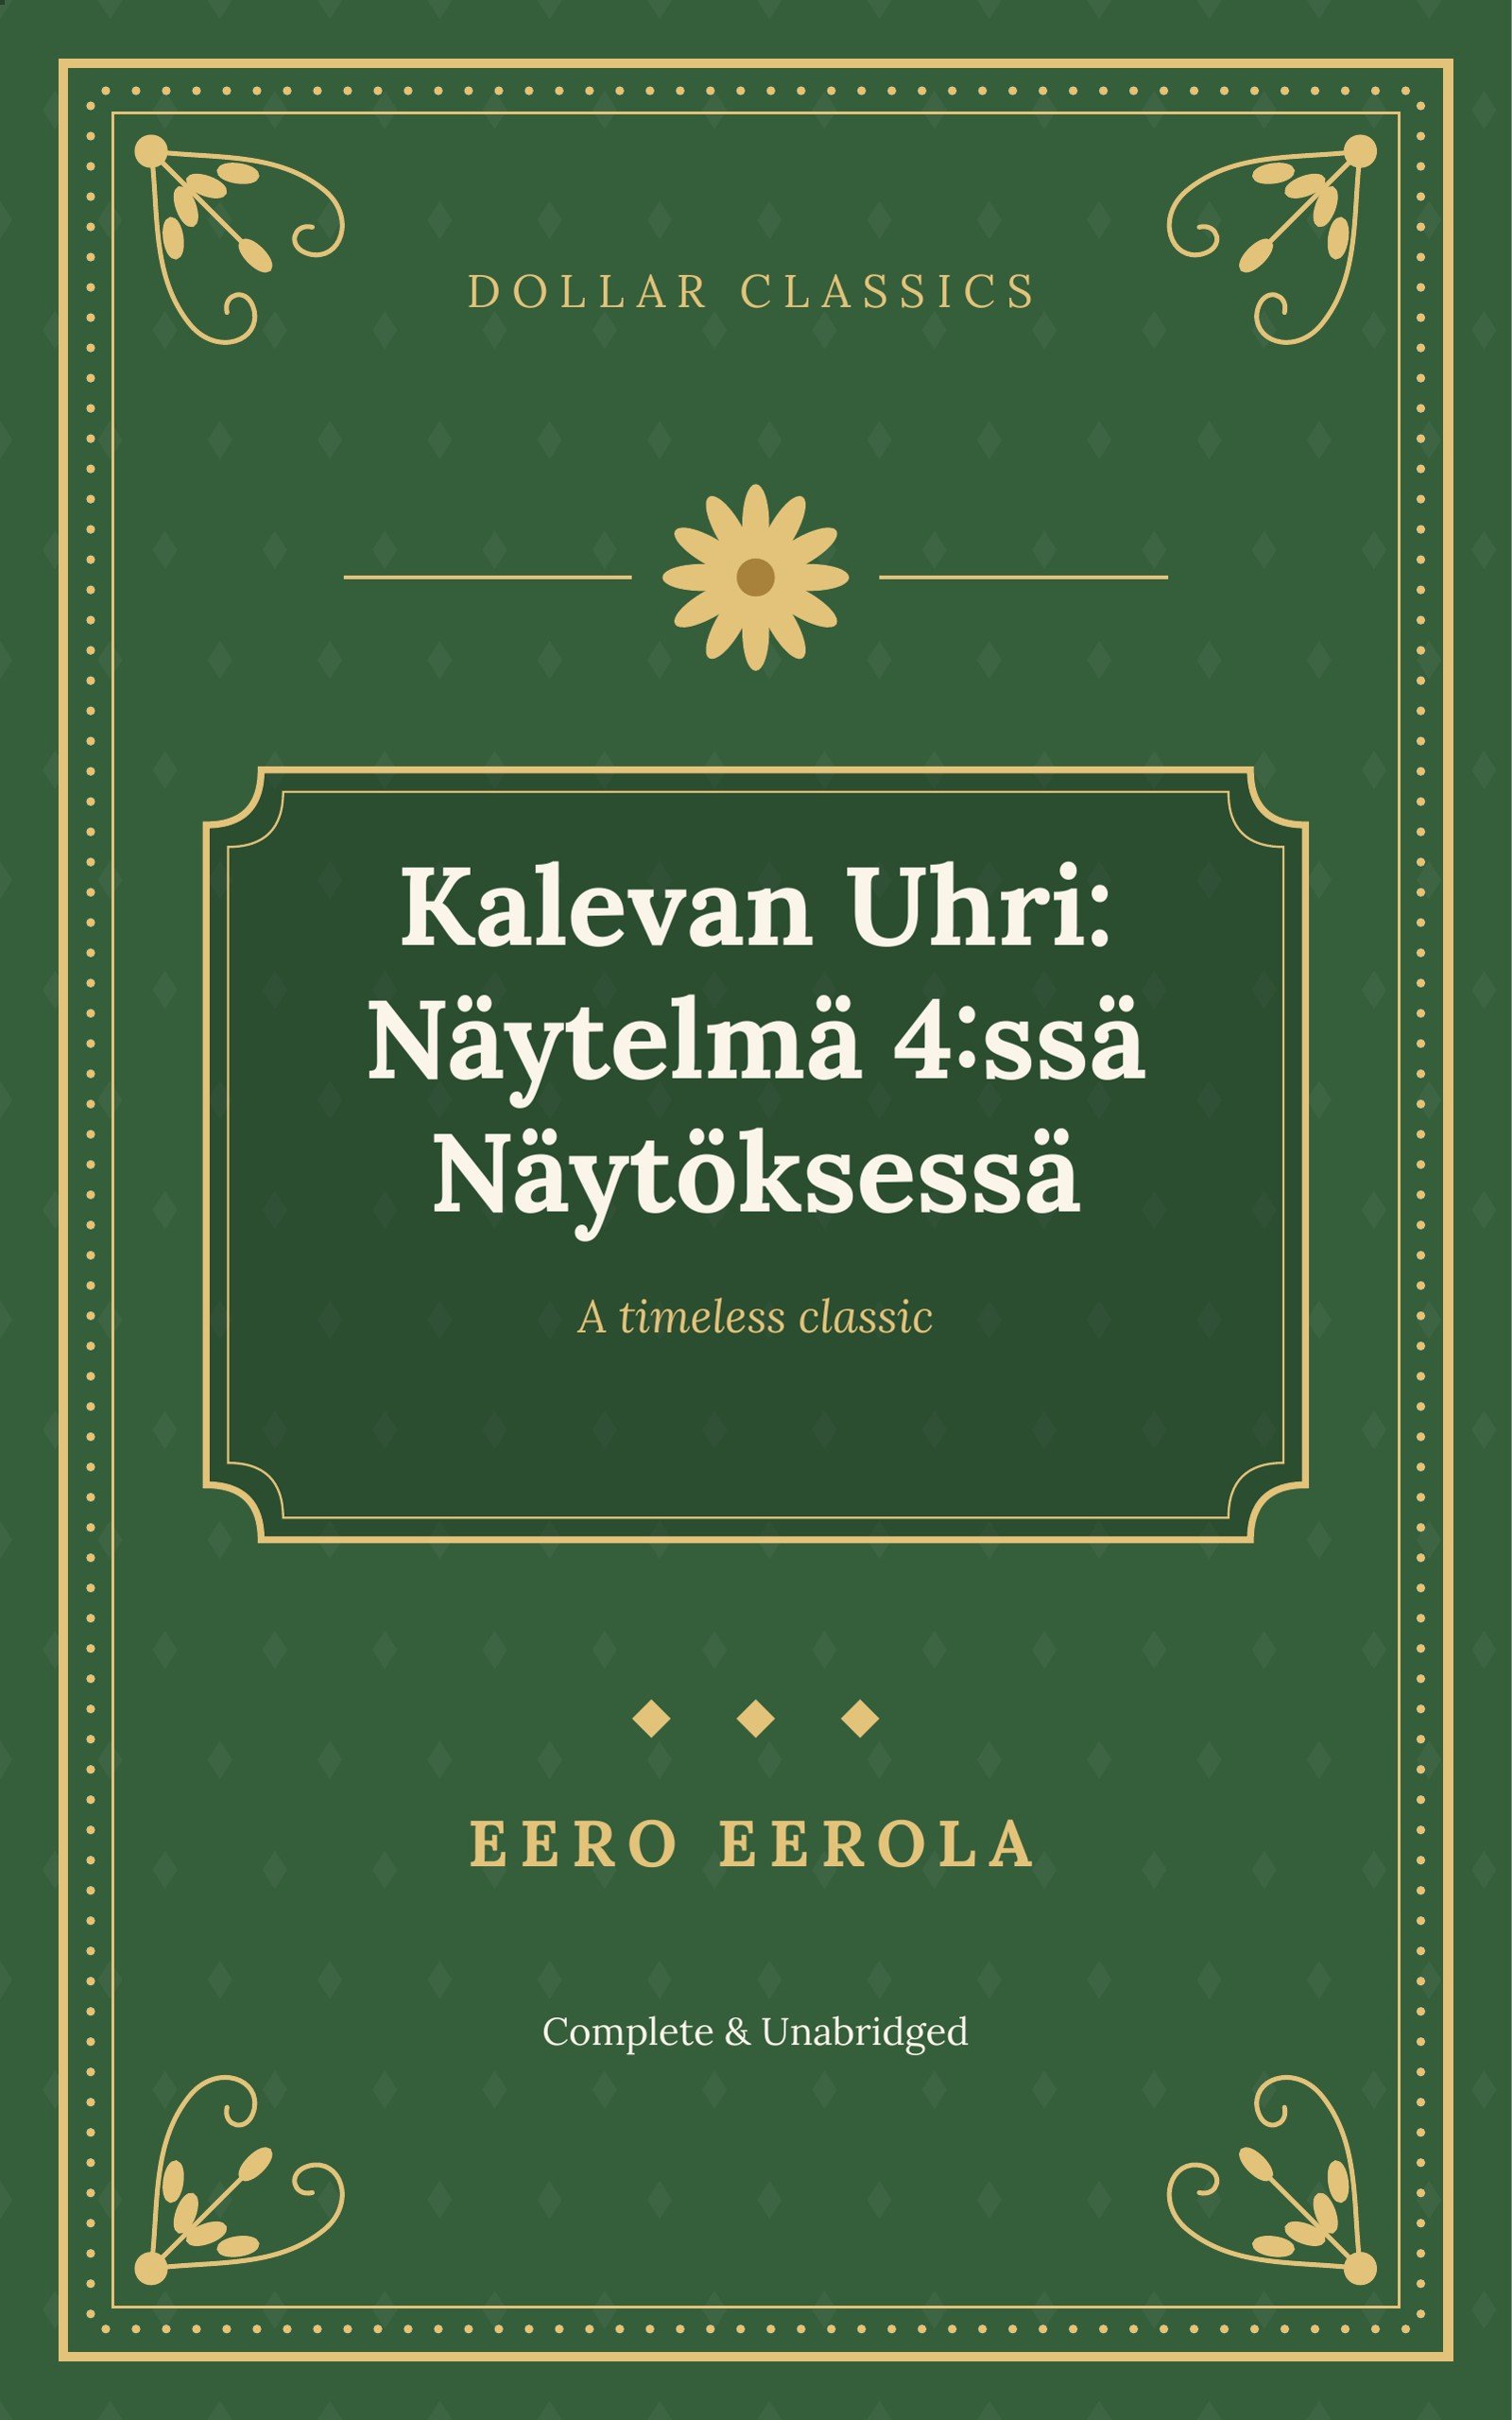 DOLLAR CLASSICS
Kalevan Uhri:
Näytelmä 4:ssä
Näytöksessä
A timeless classic
EERO EEROLA
Complete & Unabridged